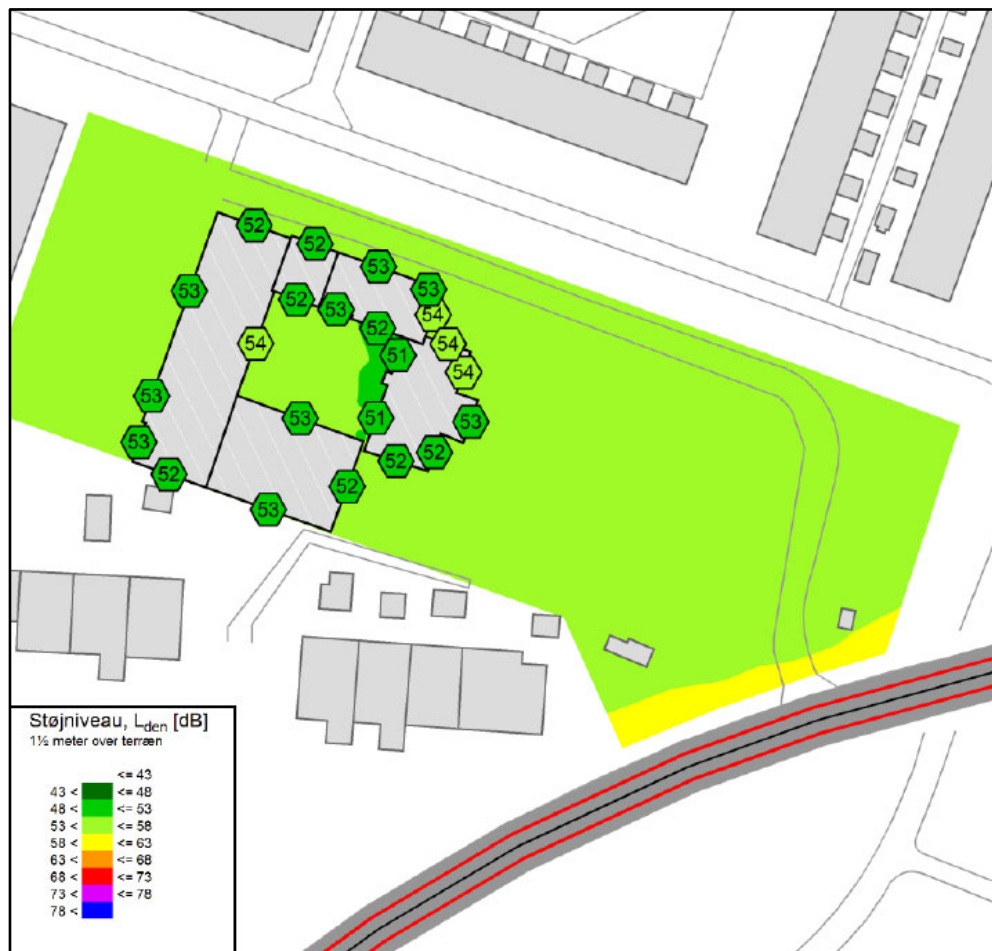 52
52
53
53
53
52
53
54
52
54
51
54
54
53
51
53
53
52
53
52
52
52
53
Støjniveau, Lden [dB]
1½ meter over terræn
<= 43
43 < <= 48
48 < <= 53
53 < <= 58
58 < <= 63
63 < <= 68
68 < <= 73
73 < <= 78
78 <